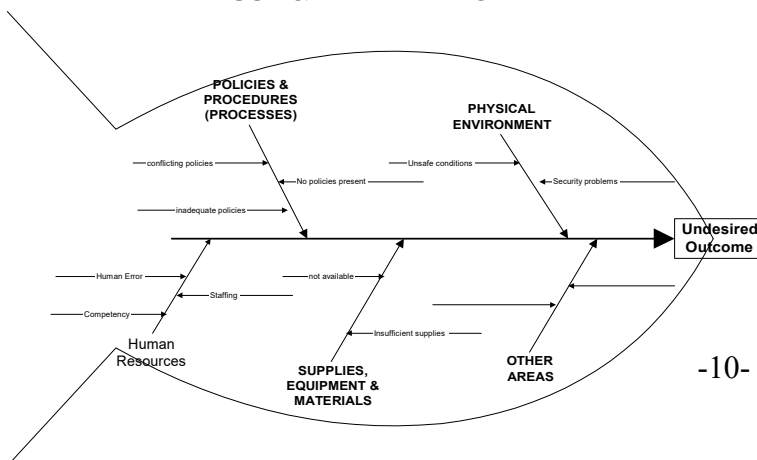 POLICIES &
PROCEDURES
(PROCESSES)
PHYSICAL
ENVIRONMENT
conflicting policies
Unsafe conditions
No policies present
Security problems
inadequate policies
Undesired
Outcome
Human Error
not available
Staffing
Competency
Insufficient supplies
Human
Resources
SUPPLIES,
EQUIPMENT &
MATERIALS
OTHER
AREAS
-10-